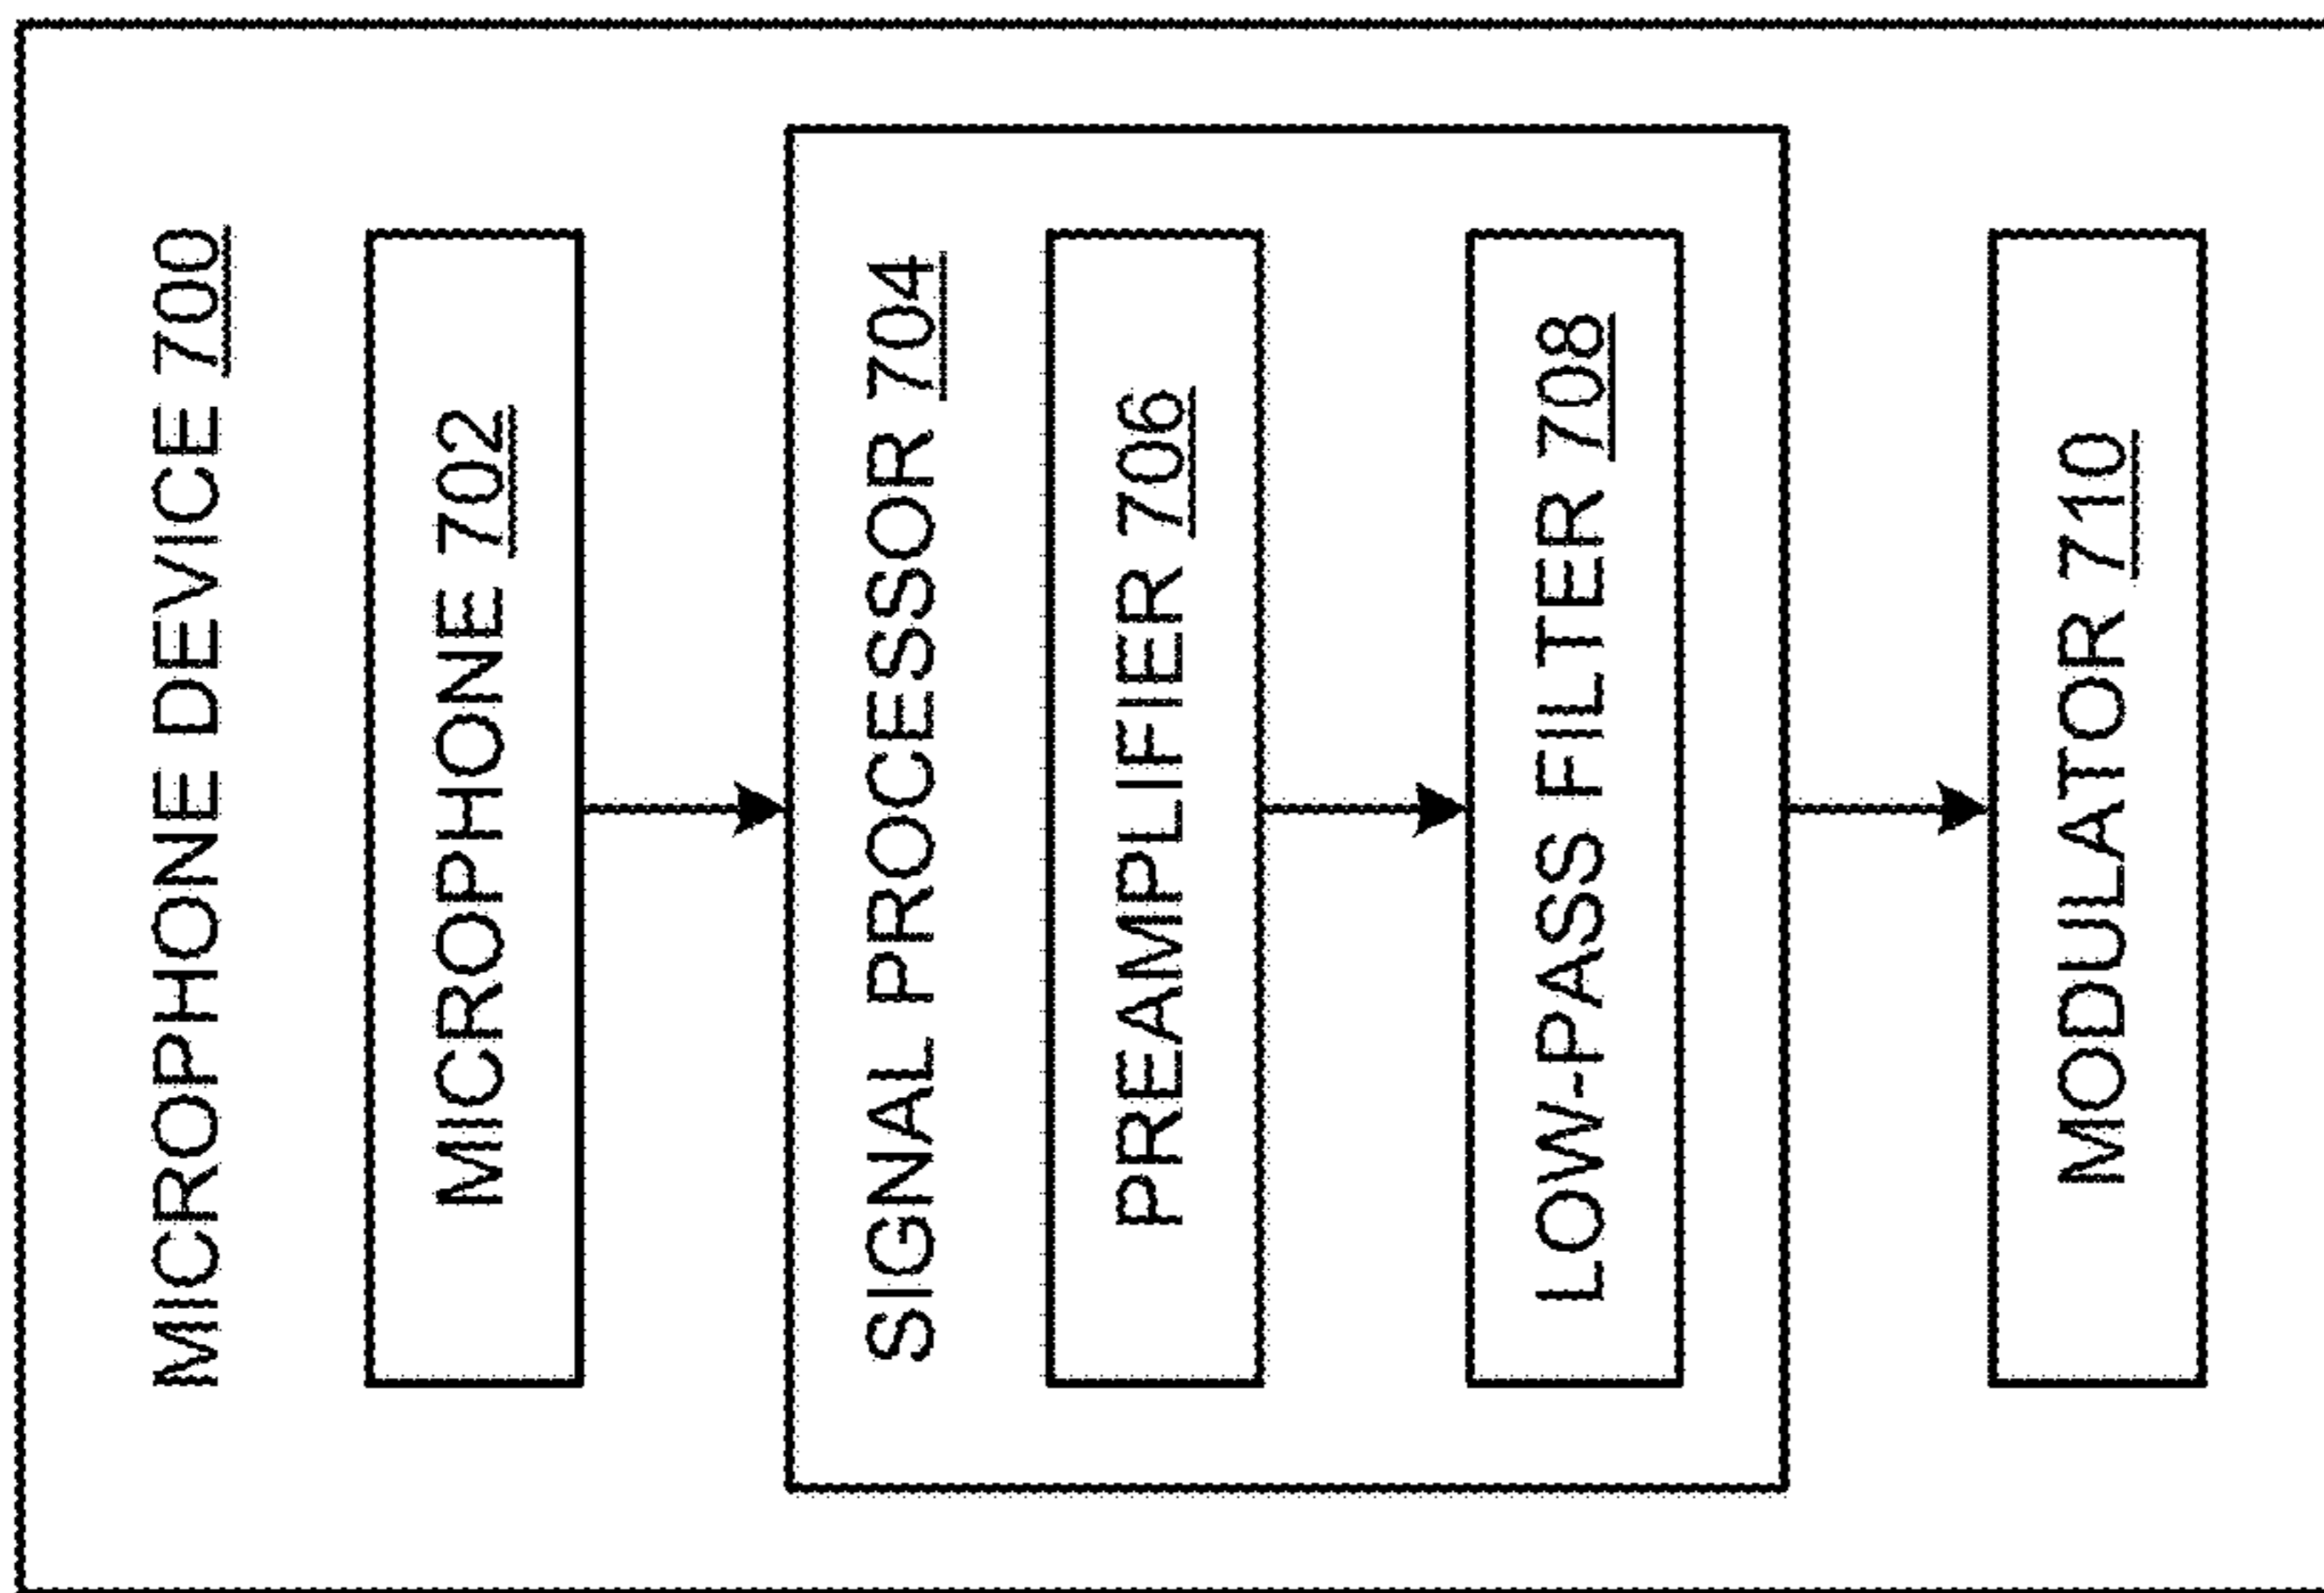 MICROPHONE DEVICE 700
MICROPHONE 702
SIGNAL PROCESSOR 704
PREAMPLIFIER 706
LOW-PASS FILTER 708
MODULATOR 710